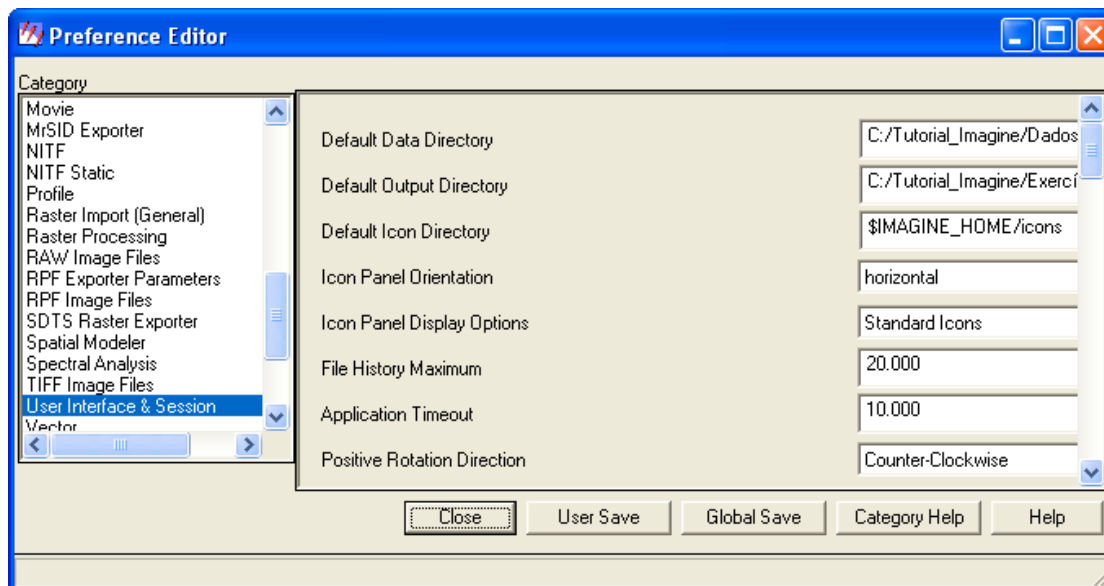 Preference Editor
Category
Movie
MrSID Exporter
NITF
NITF Static
Profile
Raster Import (General)
Raster Processing
RAW Image Files
RPF Exporter Parameters
RPF Image Files
SDTS Raster Exporter
Spatial Modeler
Spectral Analysis
TIFF Image Files
User Interface & Session
Vector
Default Data Directory C:/Tutorial_Imagine/Dados
Default Output Directory C:/Tutorial_Imagine/Exercí
Default Icon Directory $IMAGINE_HOME/icons
Icon Panel Orientation horizontal
Icon Panel Display Options Standard Icons
File History Maximum 20.000
Application Timeout 10.000
Positive Rotation Direction Counter-Clockwise
Close User Save Global Save Category Help Help